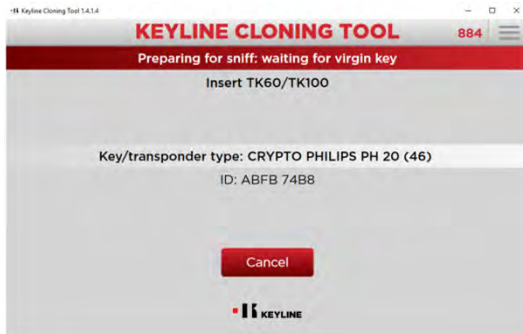 Keyline Cloning Tool 1.4.1.4
KEYLINE CLONING TOOL
884
Preparing for sniff: waiting for virgin key
Insert TK60/TK100
Key/transponder type: CRYPTO PHILIPS PH 20 (46)
ID: ABFB 74B8
Cancel
KEYLINE